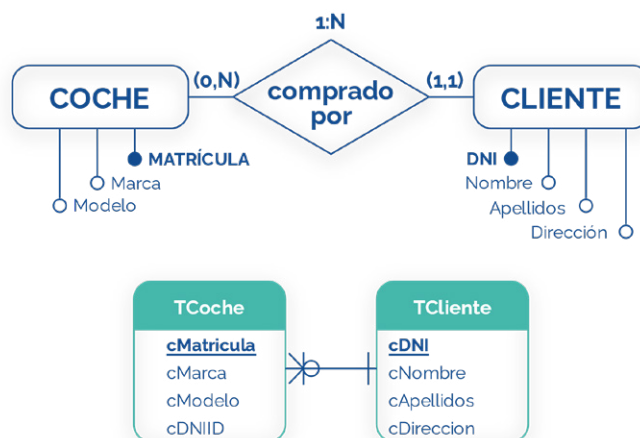 1:N
COCHE
(0,N)
comprado
por
(1,1)
CLIENTE
MATRÍCULA
Marca
Modelo
DNI
Nombre
Apellidos
Dirección
TCoche
cMatricula
cMarca
cModelo
cDNIID
TCliente
cDNI
cNombre
cApellidos
cDireccion